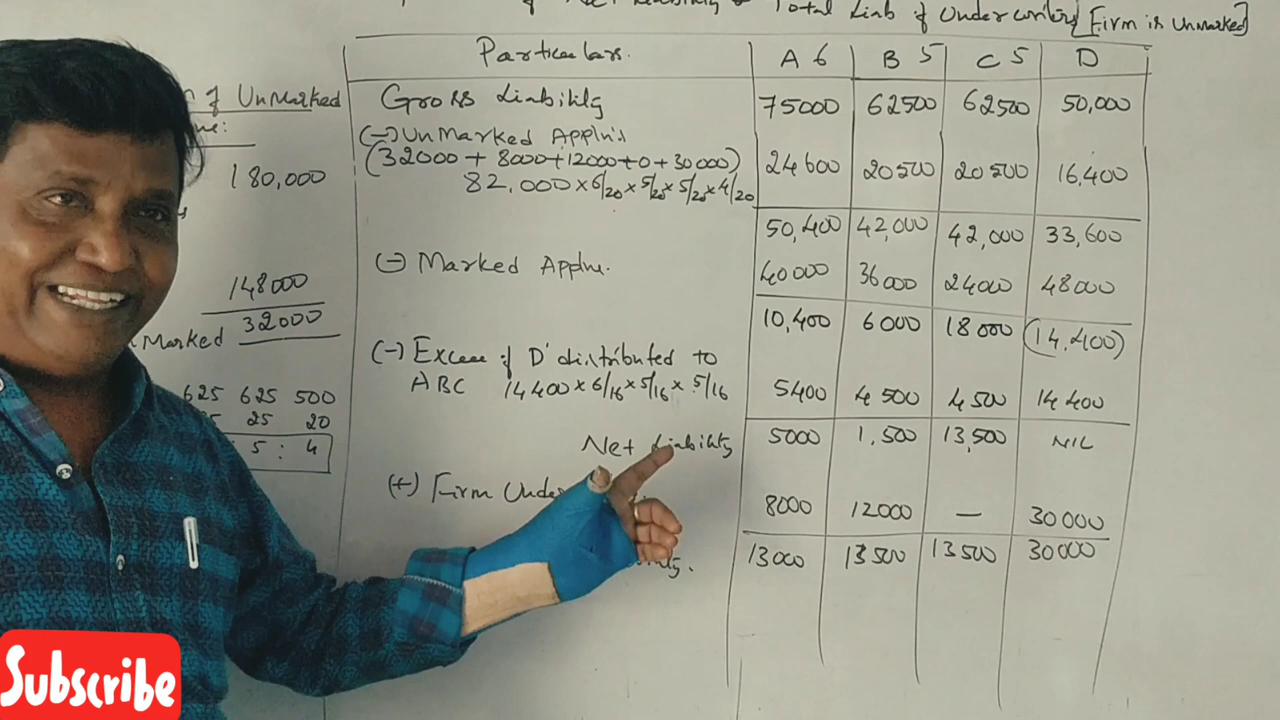 of Net Liability & Total Liab of Underwriters [Firm is Unmarked]
Particulars. A 6 B 5 C 5 D
of UnMarked
Gross Liability 75000 62500 62500 50,000
(-) UnMarked Applns
(32000 + 8000 + 12000 + 0 + 30000) 24600 20500 20500 16,400
82,000 x 6/20 x 5/20 x 5/20 x 4/20
180,000
50,400 42,000 42,000 33,600
(-) Marked Applns. 40000 36000 24000 48000
148000
32000
Marked
10,400 6000 18000 (14,400)
(-) Excess of D' distributed to
ABC 14400 x 6/16 x 5/16 x 5/16 5400 4500 4500 14400
625 625 500
25 20
5 : 4
Net Liability 5000 1,500 13,500 NIL
(+) Firm 8000 12000 — 30000
13000 13500 13500 30000
Subscribe